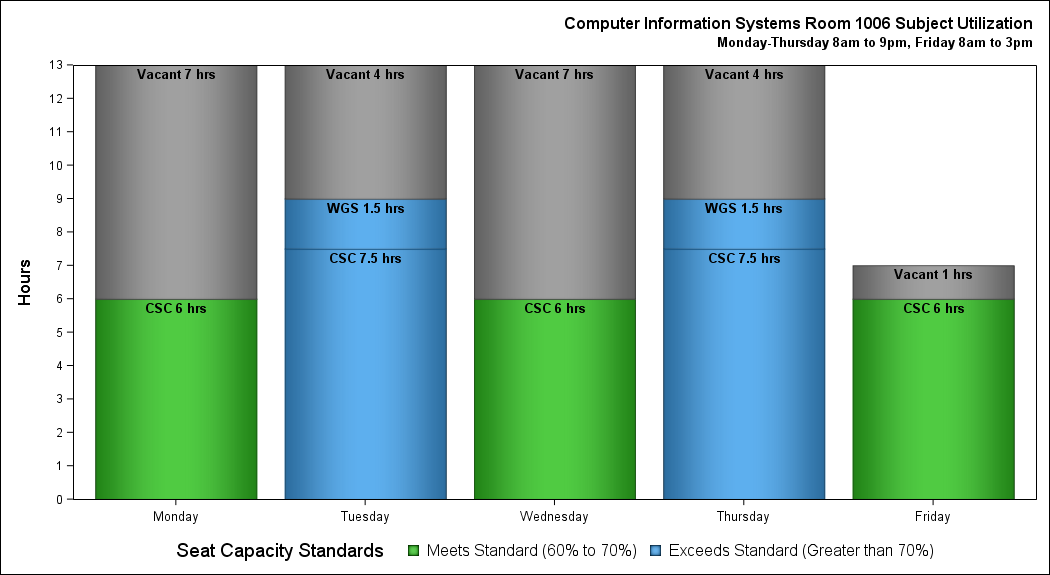 Computer Information Systems Room 1006 Subject Utilization
Monday-Thursday 8am to 9pm, Friday 8am to 3pm
Hours
13
12
11
10
9
8
7
6
5
4
3
2
1
0
Vacant 7 hrs
CSC 6 hrs
Vacant 4 hrs
WGS 1.5 hrs
CSC 7.5 hrs
Vacant 7 hrs
CSC 6 hrs
Vacant 4 hrs
WGS 1.5 hrs
CSC 7.5 hrs
Vacant 1 hrs
CSC 6 hrs
Monday Tuesday Wednesday Thursday Friday
Seat Capacity Standards Meets Standard (60% to 70%) Exceeds Standard (Greater than 70%)